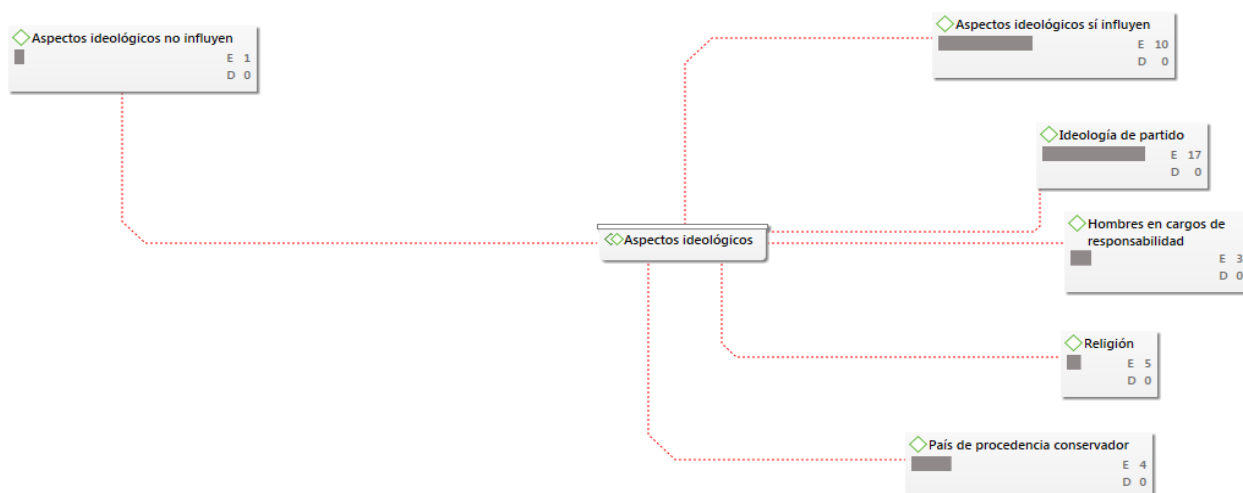 Aspectos ideológicos no influyen
E 1
D 0
Aspectos ideológicos sí influyen
E 10
D 0
Ideología de partido
E 17
D 0
Aspectos ideológicos
Hombres en cargos de
responsabilidad
E 3
D 0
Religión
E 5
D 0
País de procedencia conservador
E 4
D 0